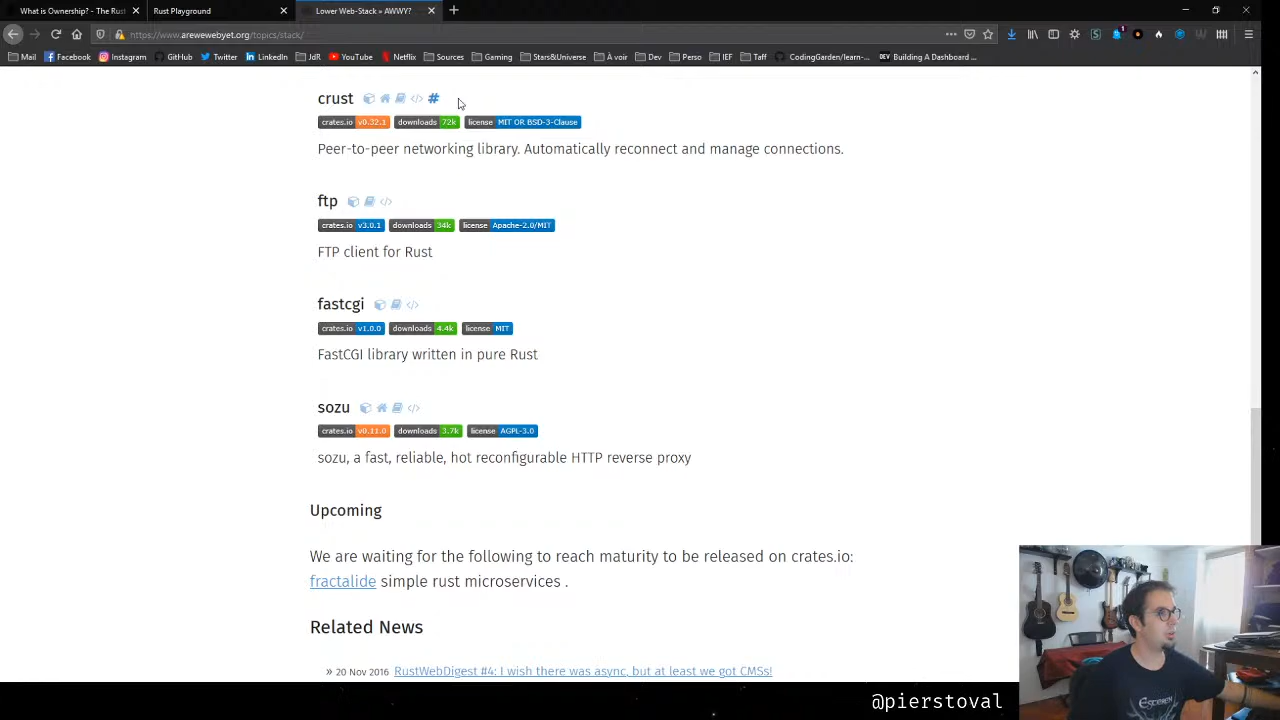 What is Ownership? - The Rust
Rust Playground
Lower Web-Stack » AWWY?
https://www.arewewebyet.org/topics/stack/
Mail Facebook Instagram GitHub Twitter LinkedIn JdR YouTube Netflix Sources Gaming Stars&Universe À voir Dev Perso IEF Taff CodingGarden/learn-... DEV Building A Dashboard ...
crust #
crates.io v0.32.1 downloads 72k license MIT OR BSD-3-Clause
Peer-to-peer networking library. Automatically reconnect and manage connections.
ftp
crates.io v3.0.1 downloads 34k license Apache-2.0/MIT
FTP client for Rust
fastcgi
crates.io v1.0.0 downloads 4.4k license MIT
FastCGI library written in pure Rust
sozu
crates.io v0.11.0 downloads 3.7k license AGPL-3.0
sozu, a fast, reliable, hot reconfigurable HTTP reverse proxy
Upcoming
We are waiting for the following to reach maturity to be released on crates.io:
fractalide simple rust microservices .
Related News
» 20 Nov 2016 RustWebDigest #4: I wish there was async, but at least we got CMSs!
@pierstoval